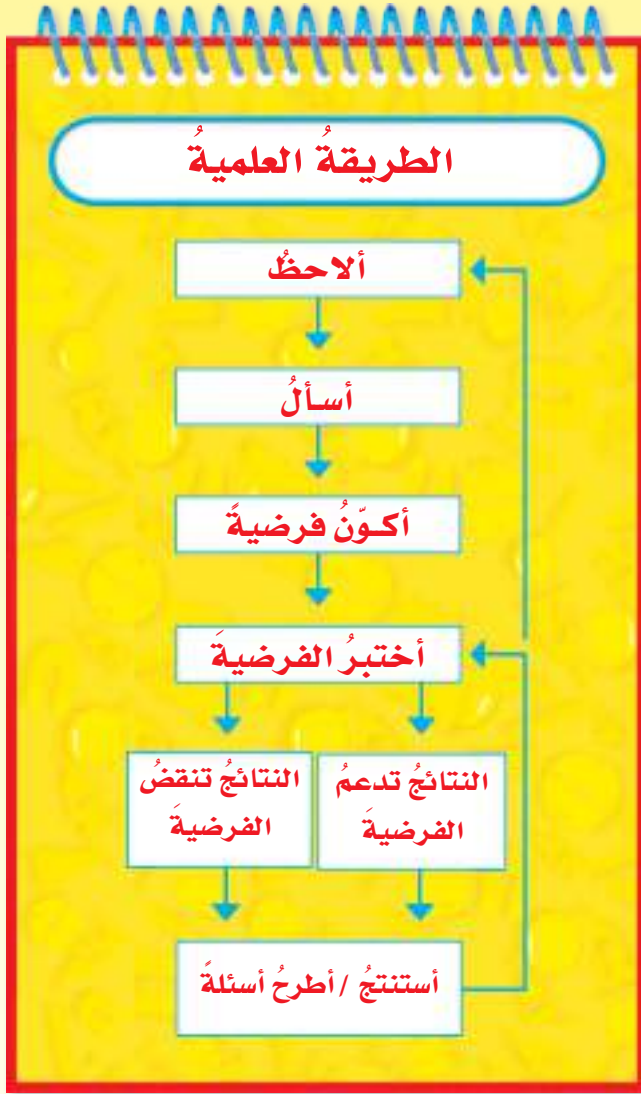 الطريقةُ العلميةُ
ألاحظُ
أسألُ
أكوّنُ فرضيةً
أختبرُ الفرضيةَ
النتائجُ تدعمُ
الفرضيةَ
النتائجُ تنقضُ
الفرضيةَ
أستنتجُ / أطرحُ أسئلةً